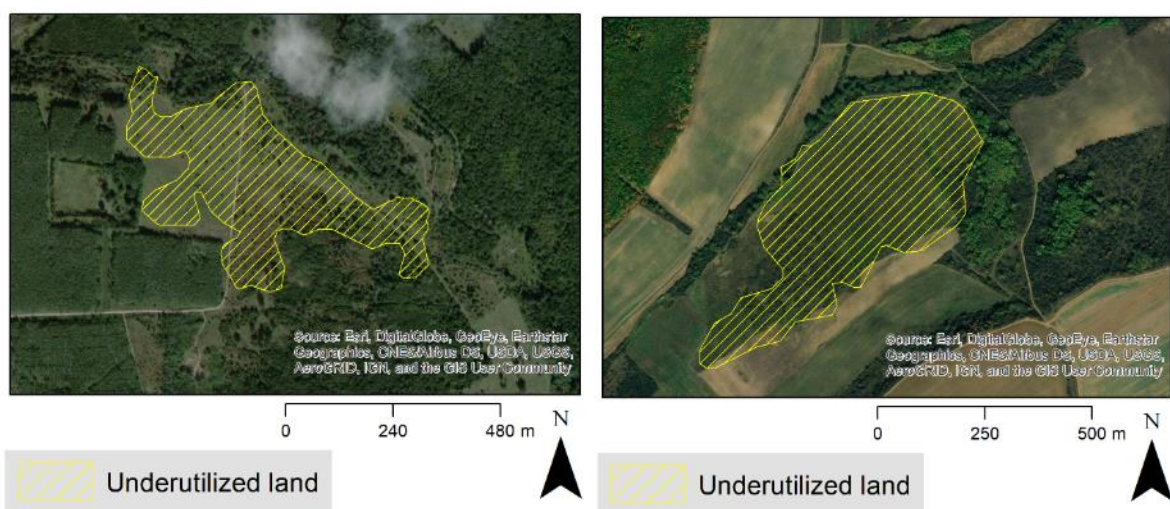 Source: Esri, DigitalGlobe, GeoEye, Earthstar
Geographics, CNES/Airbus DS, USDA, USGS,
AeroGRID, IGN, and the GIS User Community
0 240 480 m
N
Underutilized land
Source: Esri, DigitalGlobe, GeoEye, Earthstar
Geographics, CNES/Airbus DS, USDA, USGS,
AeroGRID, IGN, and the GIS User Community
0 250 500 m
N
Underutilized land